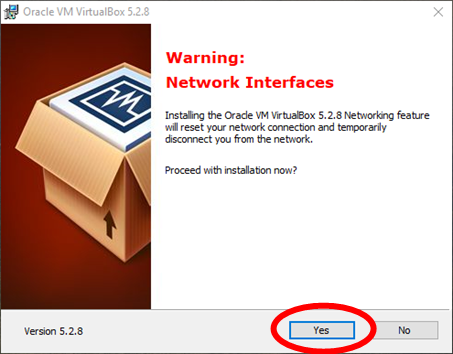 Oracle VM VirtualBox 5.2.8
Warning:
Network Interfaces
Installing the Oracle VM VirtualBox 5.2.8 Networking feature
will reset your network connection and temporarily
disconnect you from the network.
Proceed with installation now?
Version 5.2.8
Yes
No